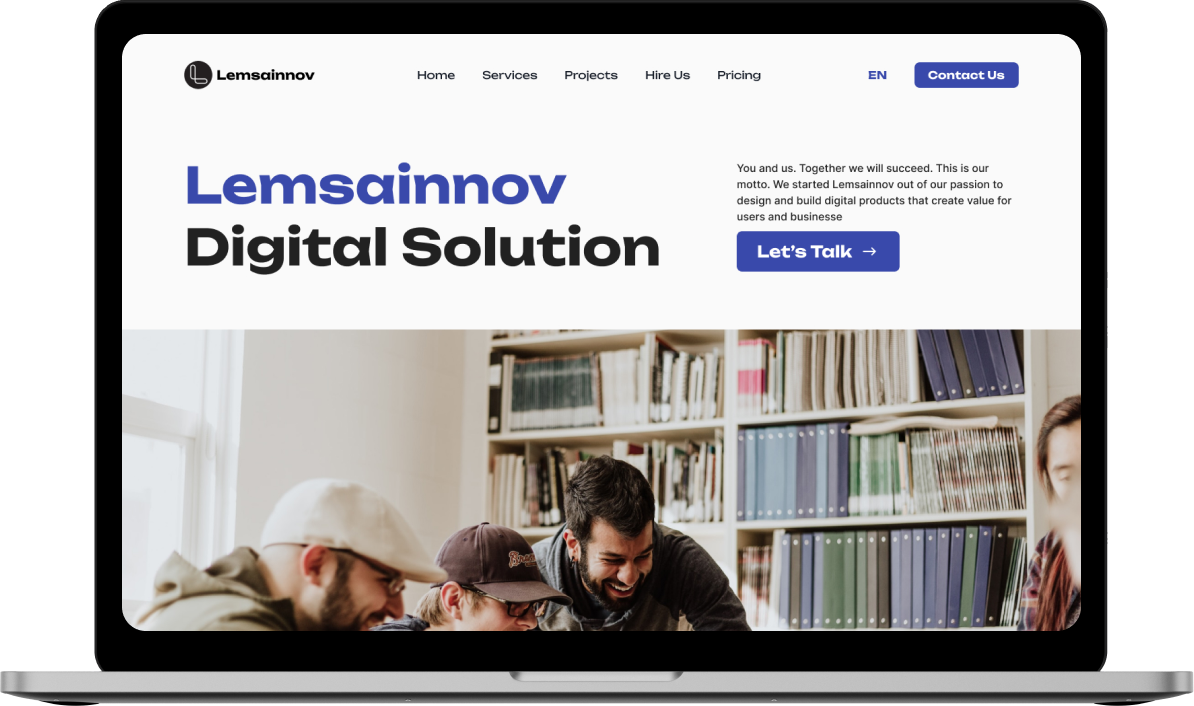 Lemsainnov
Home Services Projects Hire Us Pricing
EN
Contact Us
Lemsainnov
Digital Solution
You and us. Together we will succeed. This is our
motto. We started Lemsainnov out of our passion to
design and build digital products that create value for
users and businesse
Let's Talk →